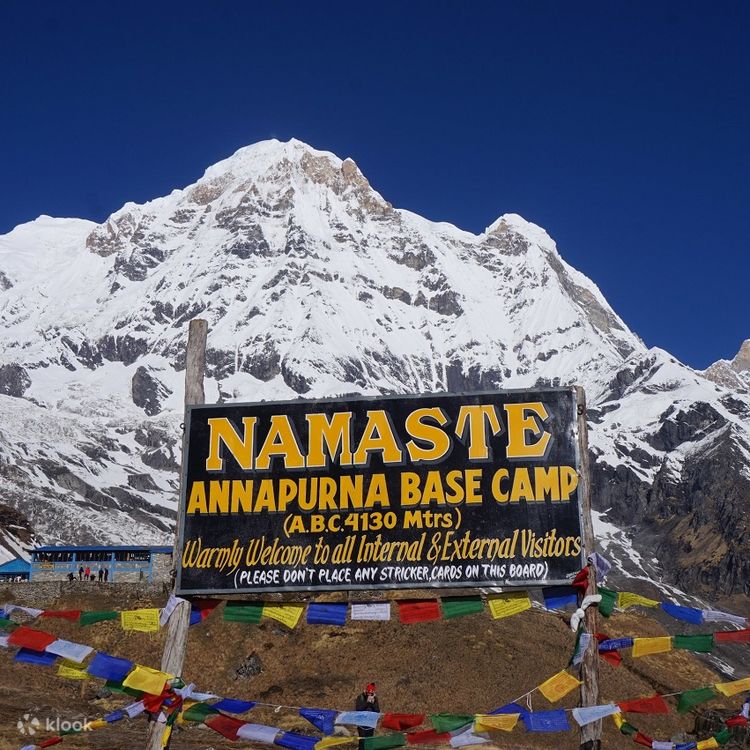 NAMASTE
ANNAPURNA BASE CAMP
(A.B.C.4130 Mtrs)
Warmly Welcome to all Internal & External Visitors
(PLEASE DON'T PLACE ANY STRICKER,CARDS ON THIS BOARD)
klook